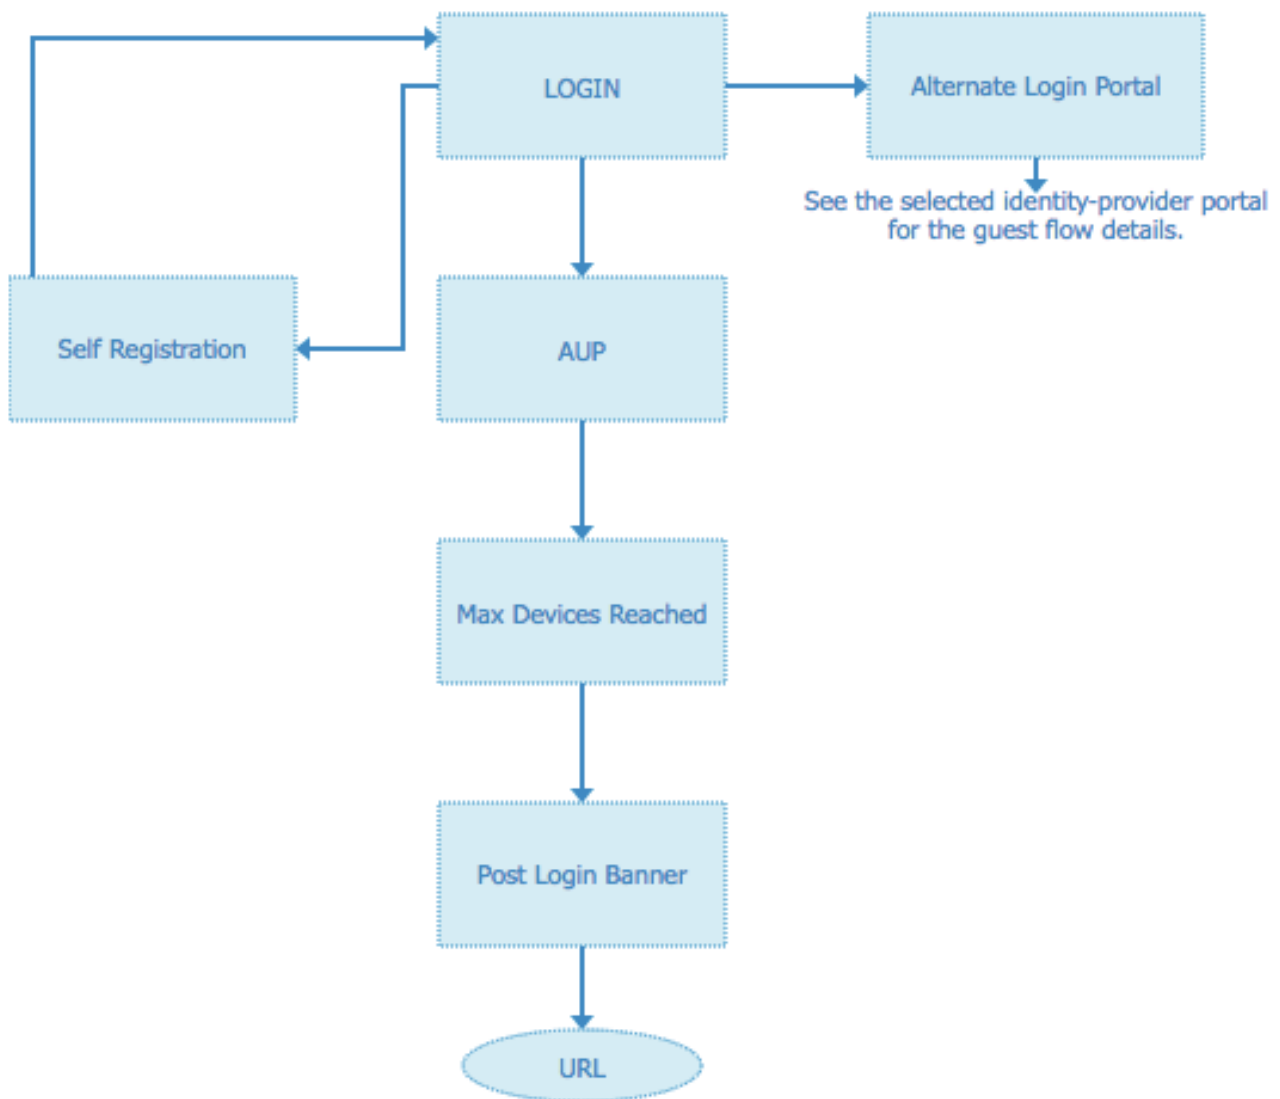 LOGIN
Alternate Login Portal
See the selected identity-provider portal
for the guest flow details.
Self Registration
AUP
Max Devices Reached
Post Login Banner
URL